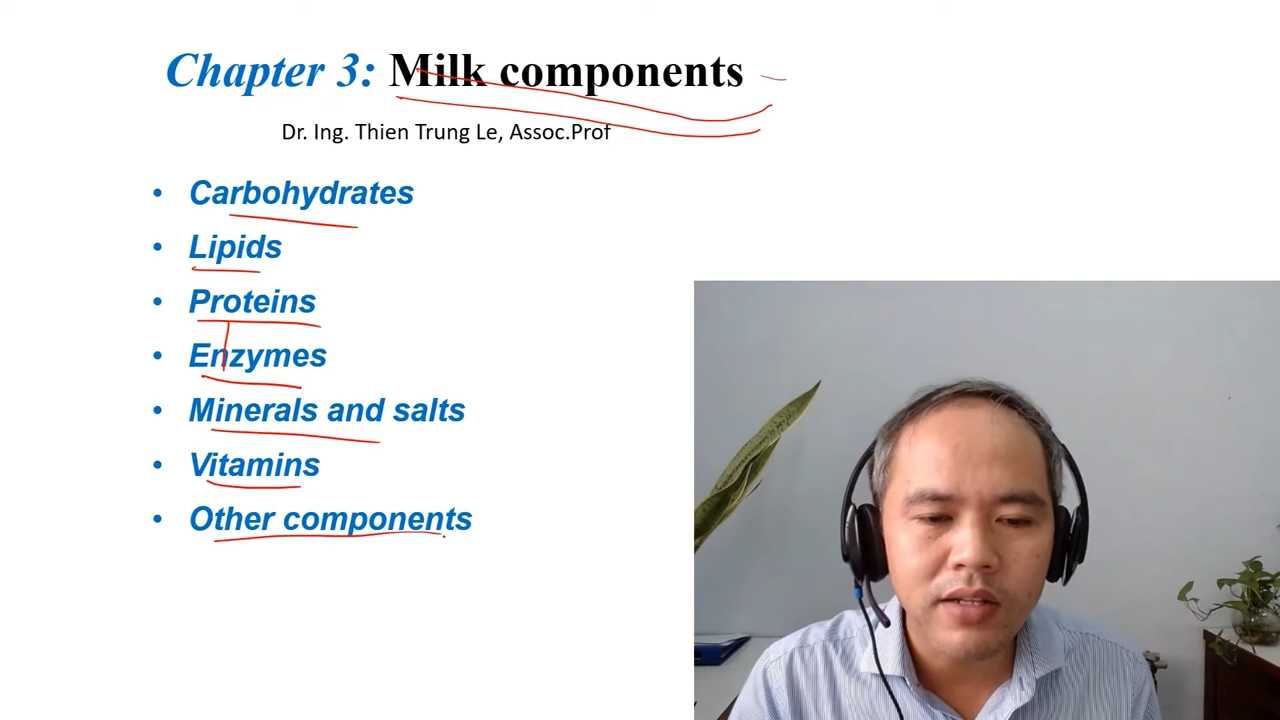 Chapter 3: Milk components
Dr. Ing. Thien Trung Le, Assoc.Prof
• Carbohydrates
• Lipids
• Proteins
• Enzymes
• Minerals and salts
• Vitamins
• Other components